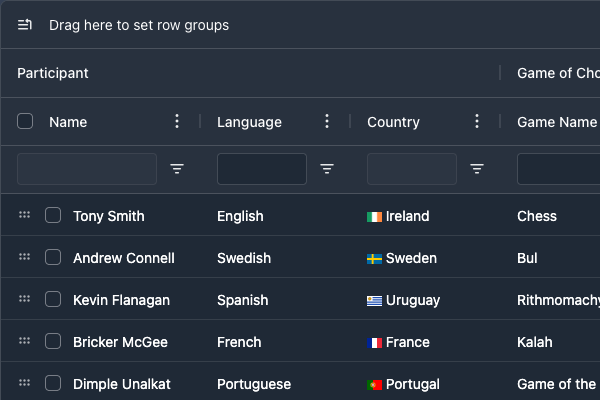 Drag here to set row groups
Participant Game of Cho
Name Language Country Game Name
Tony Smith English Ireland Chess
Andrew Connell Swedish Sweden Bul
Kevin Flanagan Spanish Uruguay Rithmomachy
Bricker McGee French France Kalah
Dimple Unalkat Portuguese Portugal Game of the